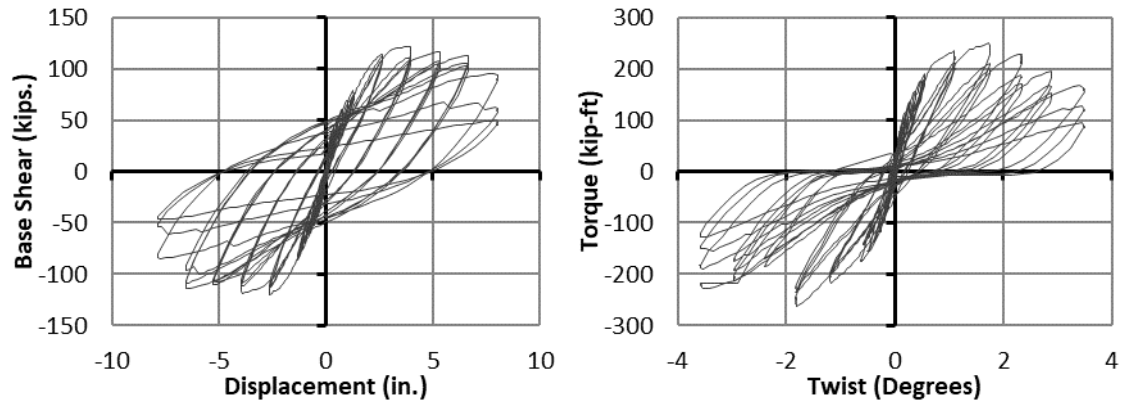 150
100
50
0
-50
-100
-150
Base Shear (kips.)
-10 -5 0 5 10
Displacement (in.)
300
200
100
0
-100
-200
-300
Torque (kip-ft)
-4 -2 0 2 4
Twist (Degrees)